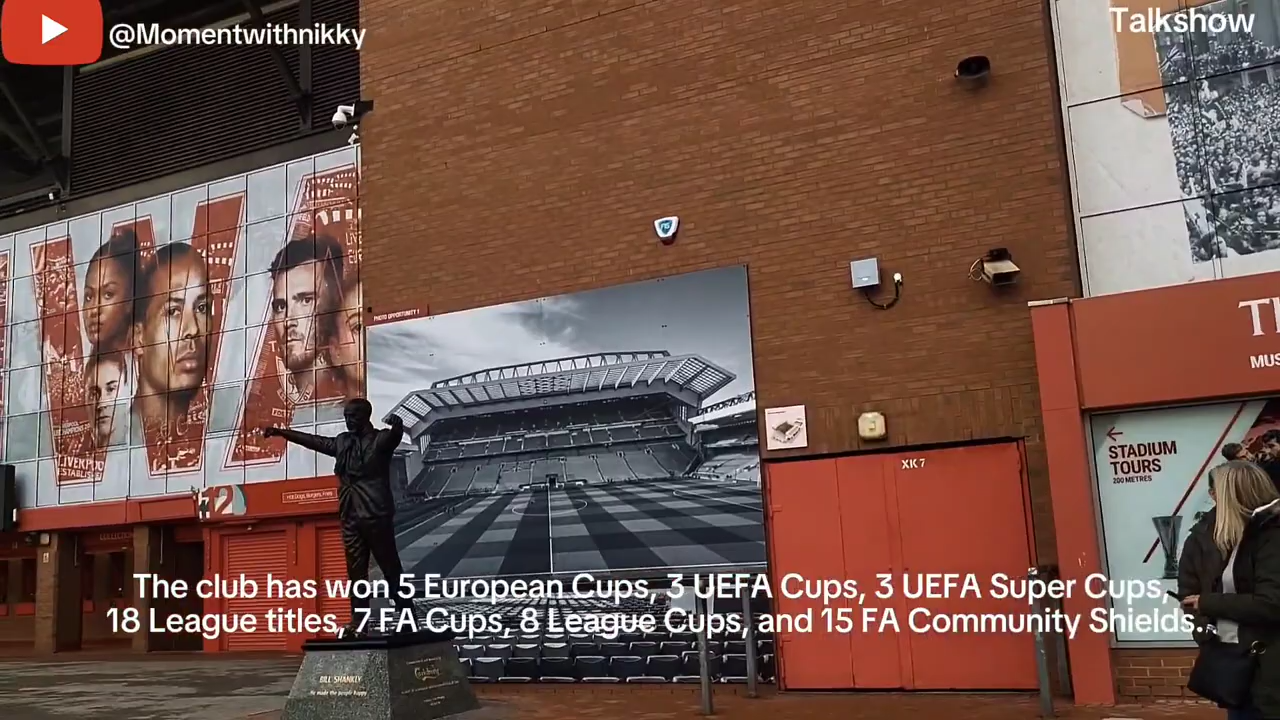 @Momentwithnikky
Talkshow
PHOTO OPPORTUNITY
LIVERPOOL
ESTABLISHED
XK 7
STADIUM
TOURS
200 METRES
The club has won 5 European Cups, 3 UEFA Cups, 3 UEFA Super Cups,
18 League titles, 7 FA Cups, 8 League Cups, and 15 FA Community Shields.
BILL SHANKLY
He made the people happy